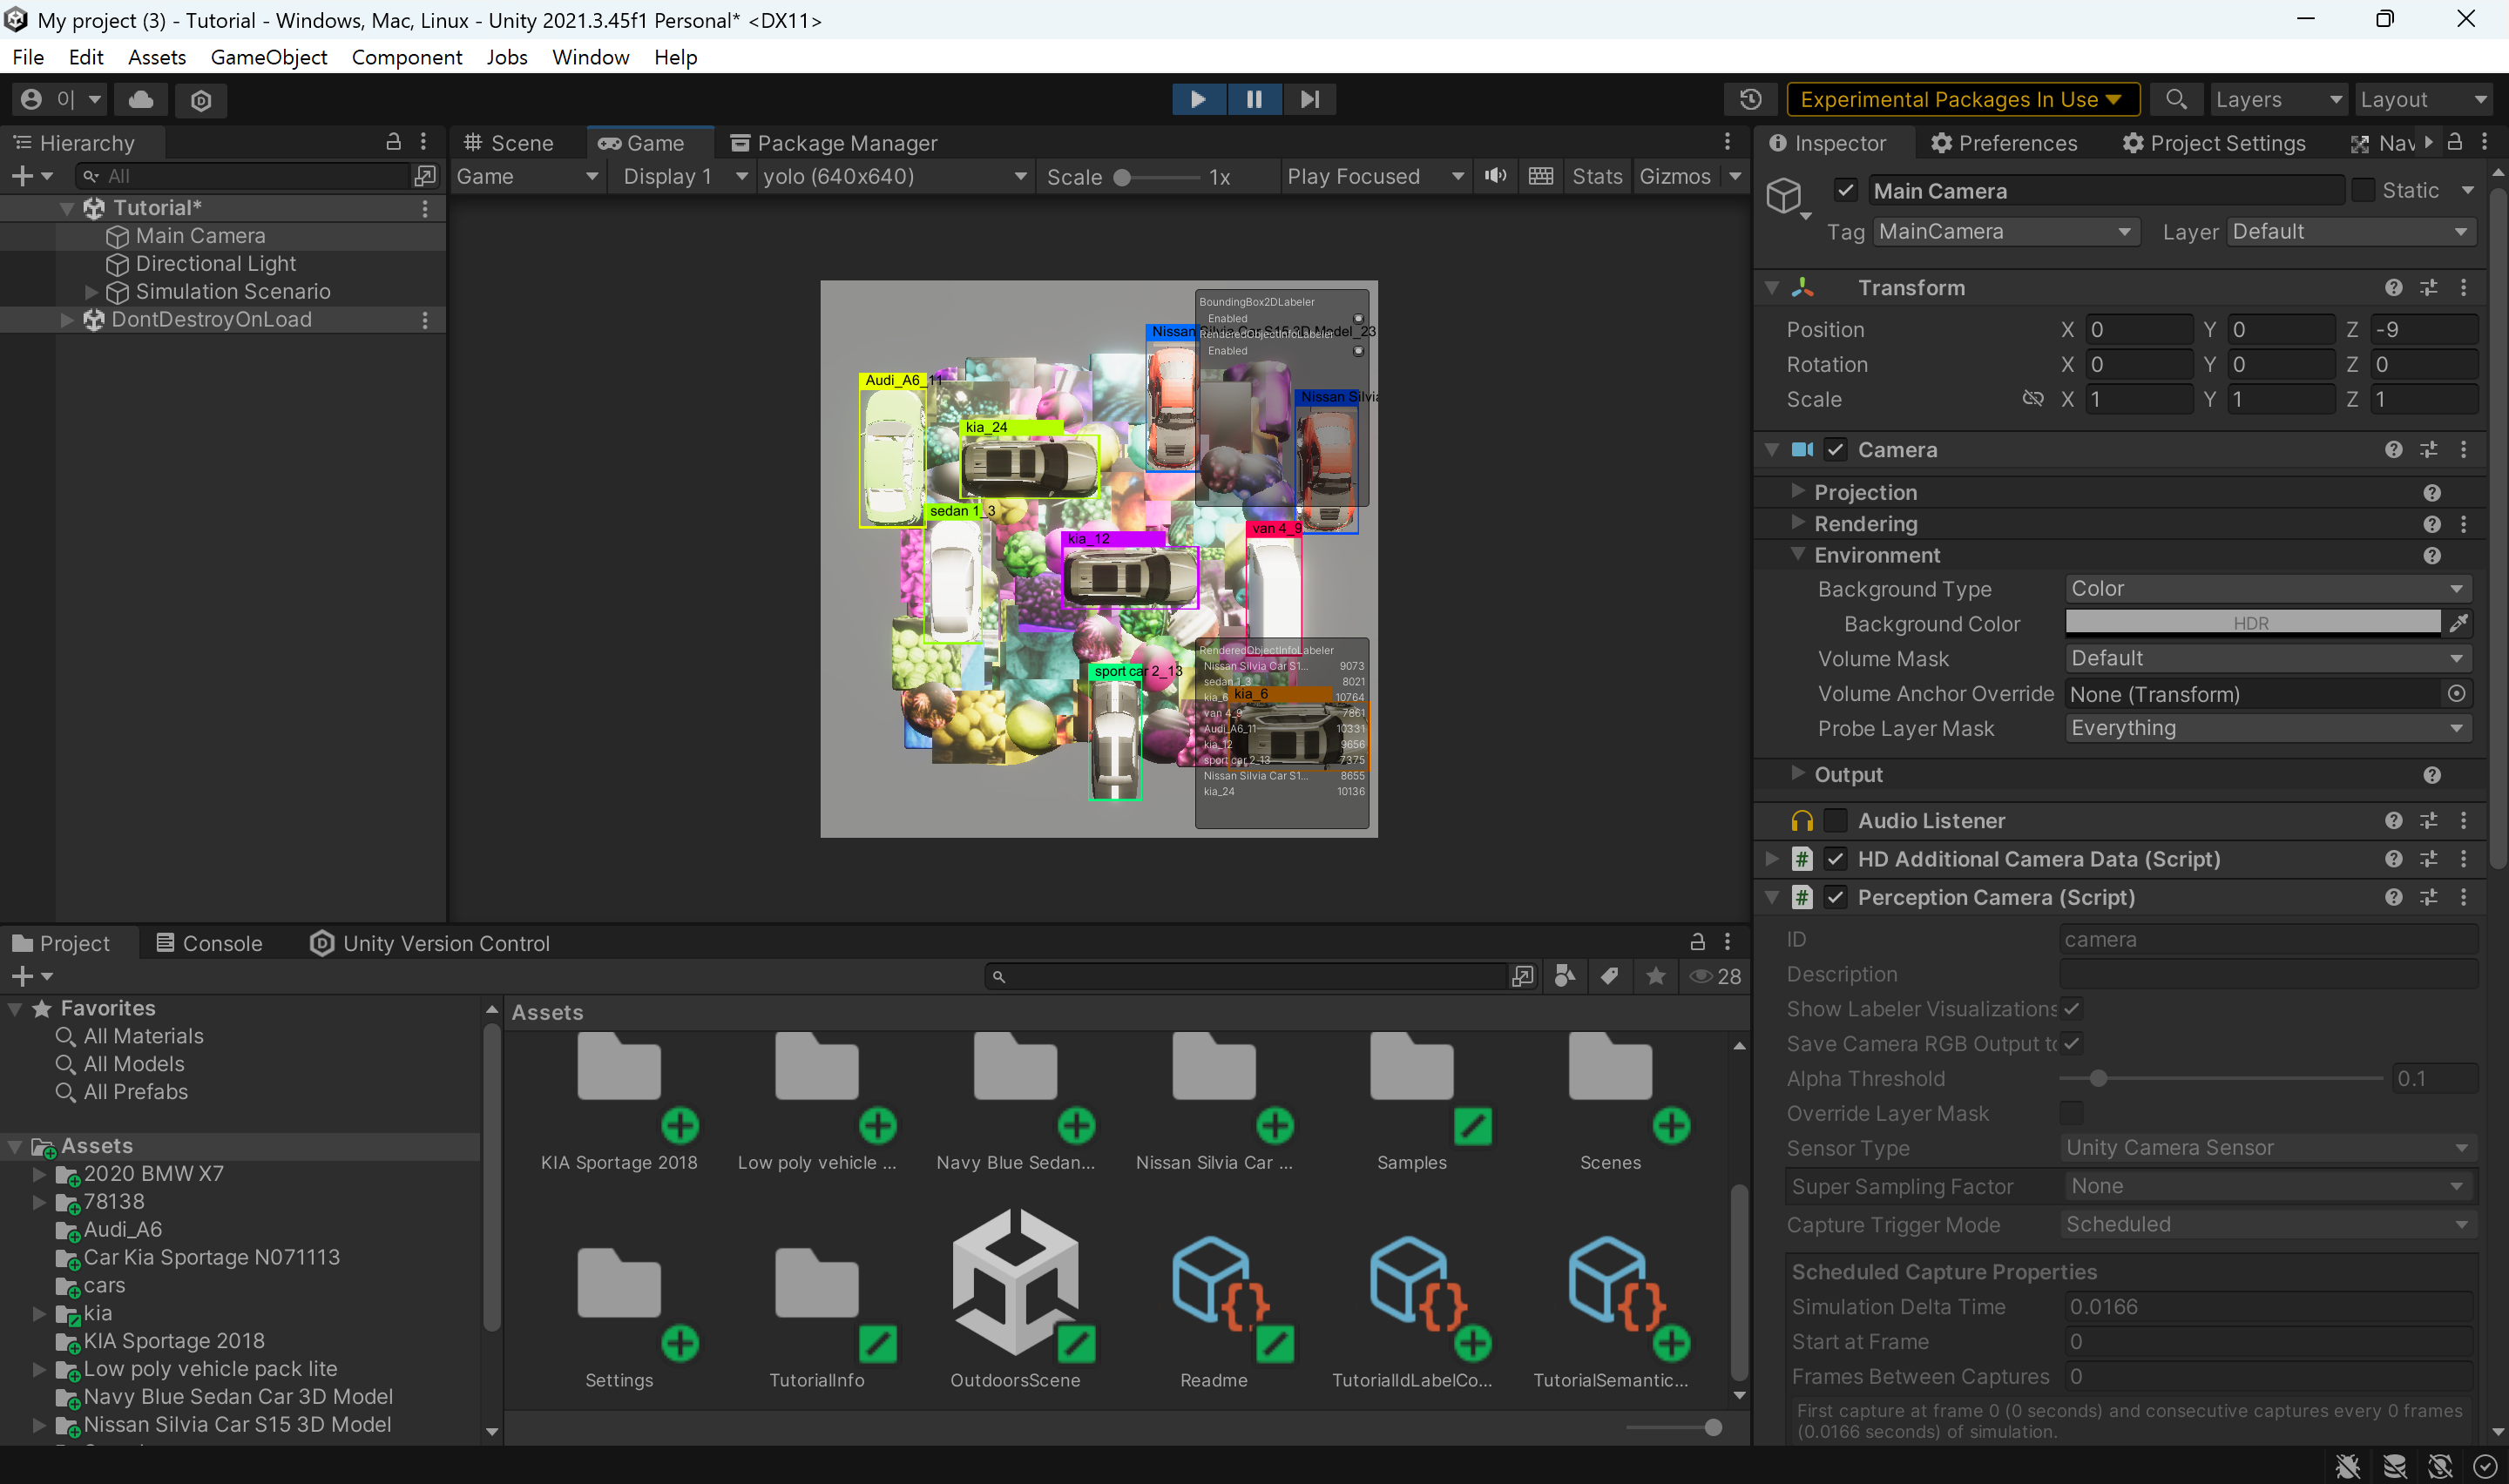 My project (3) - Tutorial - Windows, Mac, Linux - Unity 2021.3.45f1 Personal* <DX11>
File Edit Assets GameObject Component Jobs Window Help
이
Experimental Packages In Use
Layers
Layout
Hierarchy
All
Tutorial*
Main Camera
Directional Light
Simulation Scenario
DontDestroyOnLoad
Scene Game Package Manager
Game Display 1 yolo (640x640) Scale 1x Play Focused Stats Gizmos
BoundingBox2DLabeler
Enabled
RenderedObjectInfoLabeler
Enabled
Nissan Silvia Car S15 3D Model_23
Audi_A6_11
Nissan Silvia
kia_24
sedan 1_3
van 4_9
kia_12
sport car 2_13
kia_6
RenderedObjectInfoLabeler
Nissan Silvia Car S1... 9073
sedan 1_3 8021
kia_6 10764
van 4_9 7861
Audi_A6_11 10331
kia_12 9656
sport car 2_13 7375
Nissan Silvia Car S1... 8655
kia_24 10136
Inspector Preferences Project Settings Nav
Main Camera Static
Tag MainCamera Layer Default
Transform
Position X 0 Y 0 Z -9
Rotation X 0 Y 0 Z 0
Scale X 1 Y 1 Z 1
Camera
Projection
Rendering
Environment
Background Type Color
Background Color HDR
Volume Mask Default
Volume Anchor Override None (Transform)
Probe Layer Mask Everything
Output
Audio Listener
HD Additional Camera Data (Script)
Perception Camera (Script)
ID camera
Description
Show Labeler Visualizations
Save Camera RGB Output to
Alpha Threshold 0.1
Override Layer Mask
Sensor Type Unity Camera Sensor
Super Sampling Factor None
Capture Trigger Mode Scheduled
Scheduled Capture Properties
Simulation Delta Time 0.0166
Start at Frame 0
Frames Between Captures 0
First capture at frame 0 (0 seconds) and consecutive captures every 0 frames
(0.0166 seconds) of simulation.
Project Console Unity Version Control
28
Favorites
All Materials
All Models
All Prefabs
Assets
2020 BMW X7
78138
Audi_A6
Car Kia Sportage N071113
cars
kia
KIA Sportage 2018
Low poly vehicle pack lite
Navy Blue Sedan Car 3D Model
Nissan Silvia Car S15 3D Model
Assets
KIA Sportage 2018 Low poly vehicle ... Navy Blue Sedan... Nissan Silvia Car ... Samples Scenes
Settings TutorialInfo OutdoorsScene Readme TutorialIdLabelCo... TutorialSemantic...